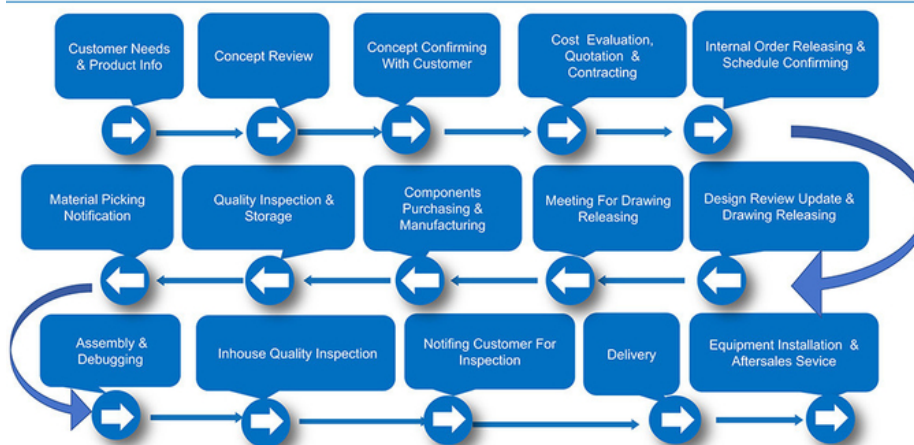 Customer Needs
& Product Info
Concept Review
Concept Confirming
With Customer
Cost Evaluation,
Quotation &
Contracting
Internal Order Releasing &
Schedule Confirming
Material Picking
Notification
Quality Inspection &
Storage
Components
Purchasing &
Manufacturing
Meeting For Drawing
Releasing
Design Review Update &
Drawing Releasing
Assembly &
Debugging
Inhouse Quality Inspection
Notifing Customer For
Inspection
Delivery
Equipment Installation &
Aftersales Sevice